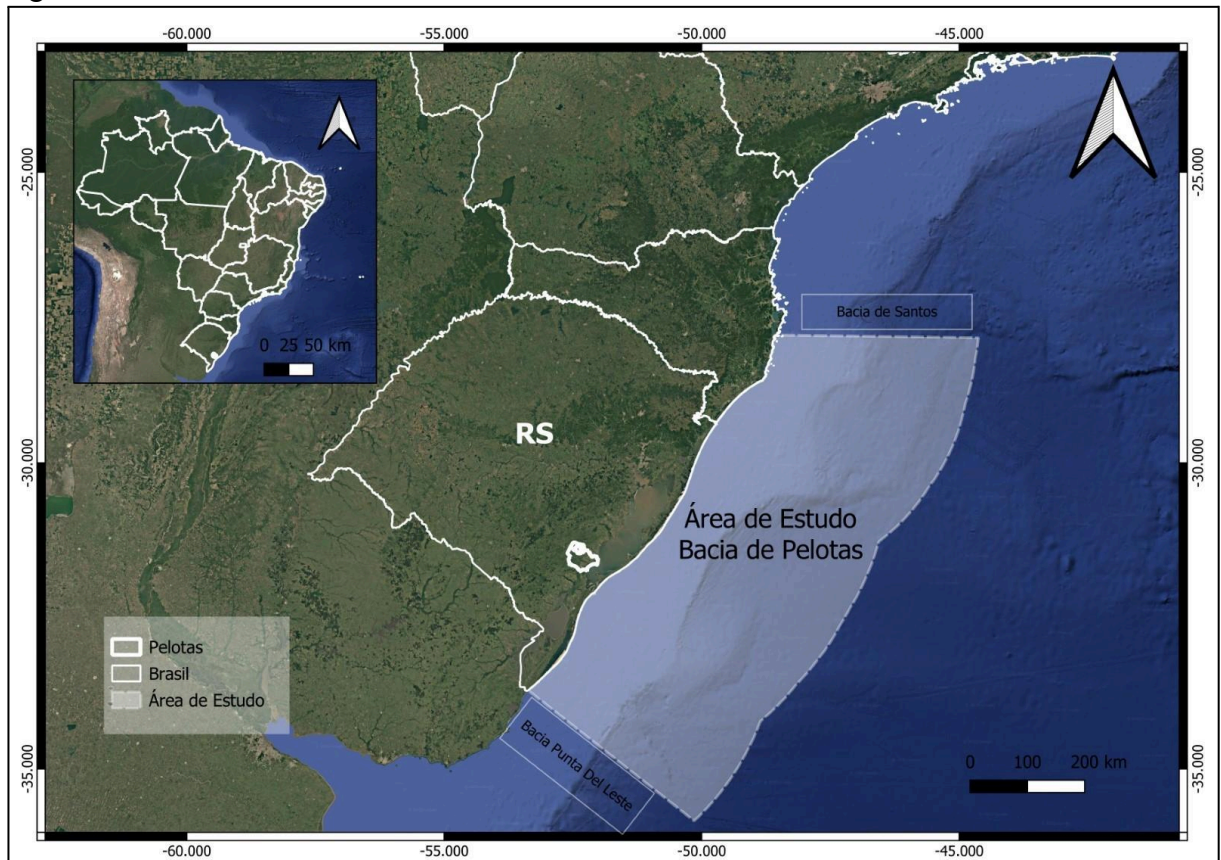 -60.000 -55.000 -50.000 -45.000
-25.000 -25.000
0 25 50 km
Bacia de Santos
RS
-30.000 -30.000
Área de Estudo
Bacia de Pelotas
Pelotas
Brasil
Área de Estudo
Bacia Punta Del Leste
0 100 200 km
-35.000 -35.000
-60.000 -55.000 -50.000 -45.000